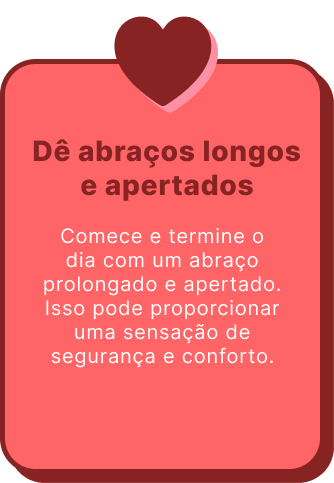 Dê abraços longos
e apertados
Comece e termine o
dia com um abraço
prolongado e apertado.
Isso pode proporcionar
uma sensação de
segurança e conforto.